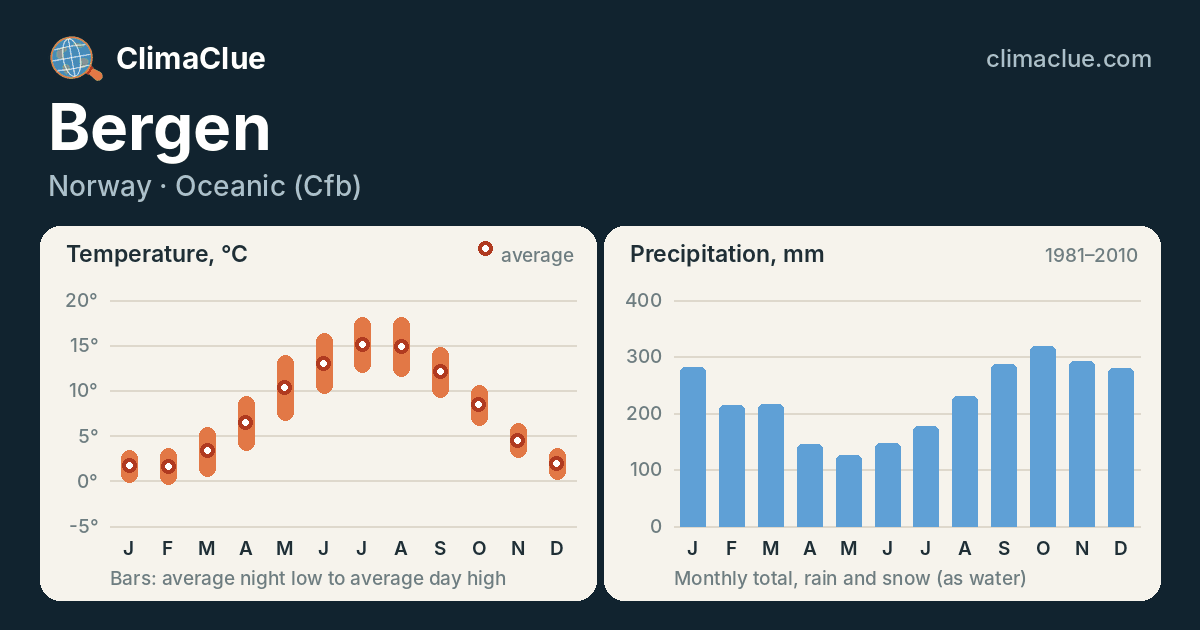 ClimaClue
climaclue.com
Bergen
Norway · Oceanic (Cfb)
Temperature, °C
average
20°
15°
10°
5°
0°
-5°
J F M A M J J A S O N D
Bars: average night low to average day high
Precipitation, mm
1981–2010
400
300
200
100
0
J F M A M J J A S O N D
Monthly total, rain and snow (as water)